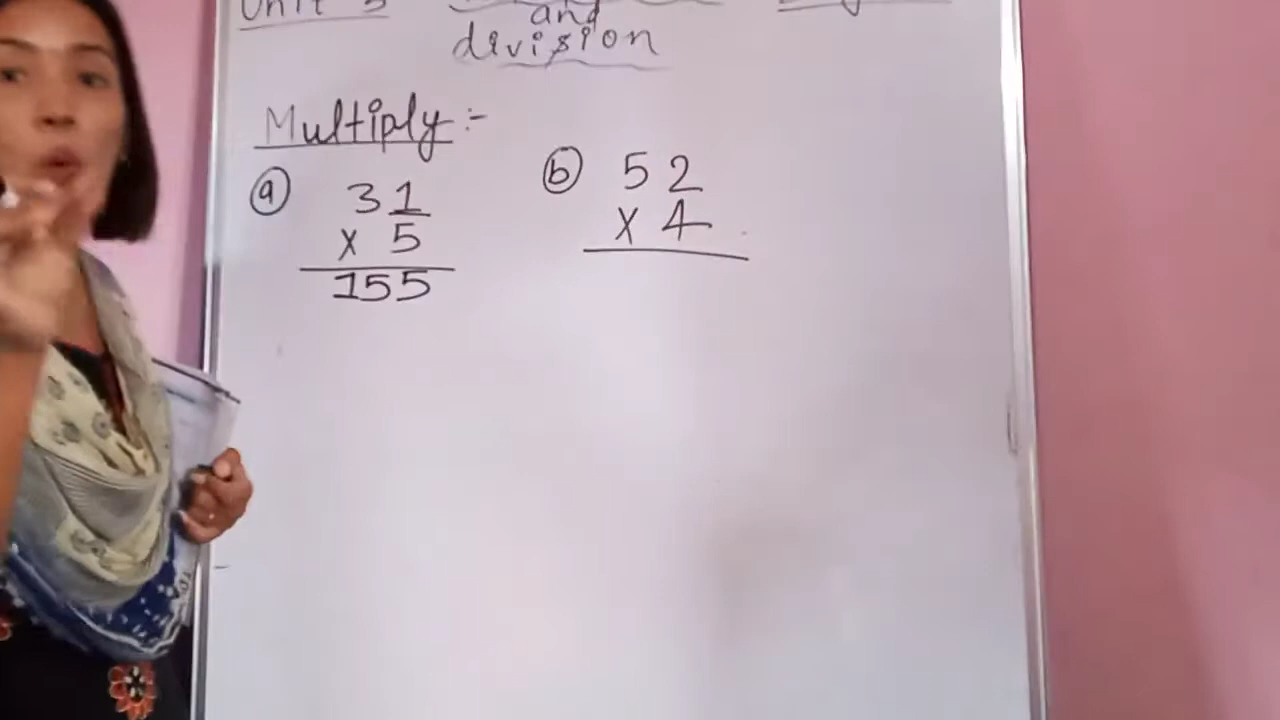 Unit 5
and
division
Multiply :-
(a) 31
x 5
155
(b) 52
x 4